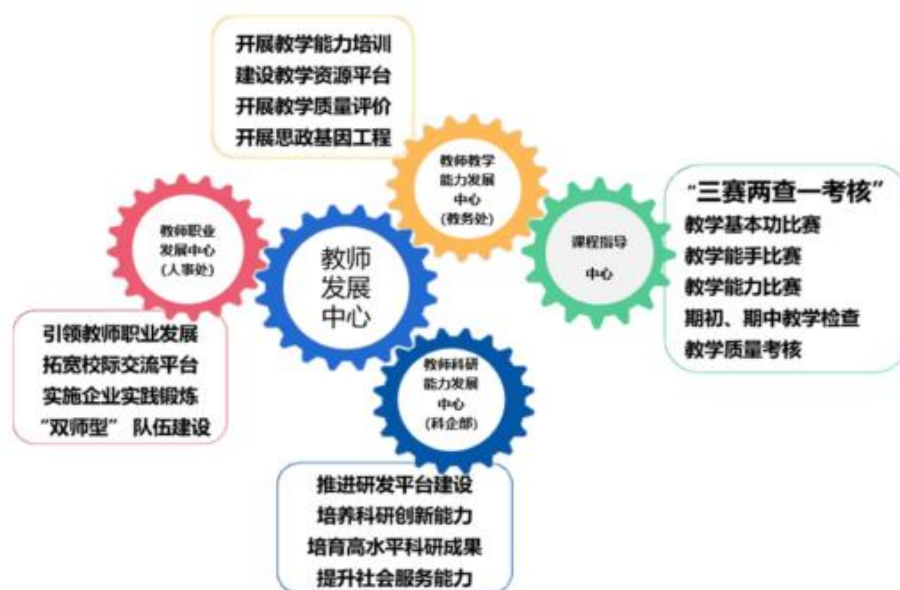 开展教学能力培训
建设教学资源平台
开展教学质量评价
开展思政基因工程
教师教学
能力发展
中心
(教务处)
“三赛两查一考核”
教学基本功比赛
教学能手比赛
教学能力比赛
期初、期中教学检查
教学质量考核
课程指导
中心
教师职业
发展中心
(人事处)
教师
发展
中心
引领教师职业发展
拓宽校际交流平台
实施企业实践锻炼
“双师型” 队伍建设
教师科研
能力发展
中心
(科企部)
推进研发平台建设
培养科研创新能力
培育高水平科研成果
提升社会服务能力